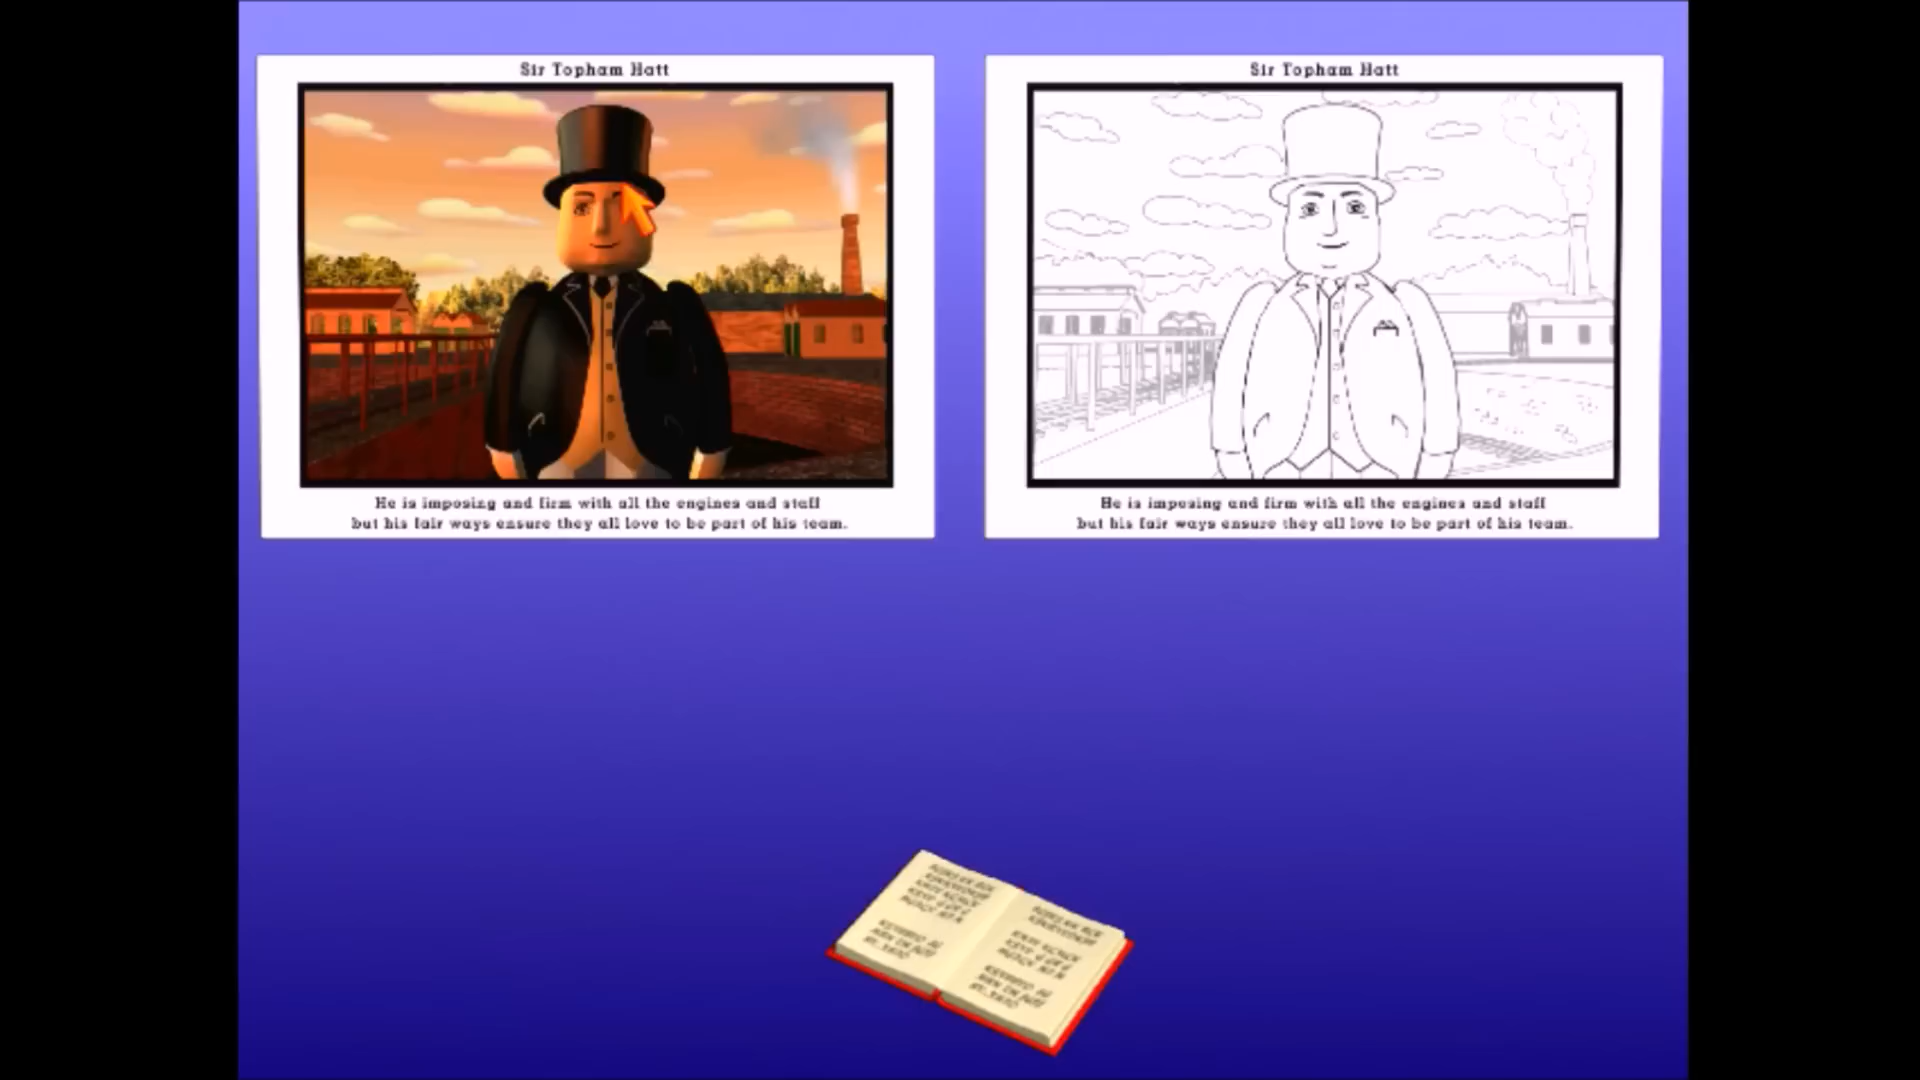 Sir Topham Hatt
He is imposing and firm with all the engines and staff
but his fair ways ensure they all love to be part of his team.
Sir Topham Hatt
He is imposing and firm with all the engines and staff
but his fair ways ensure they all love to be part of his team.